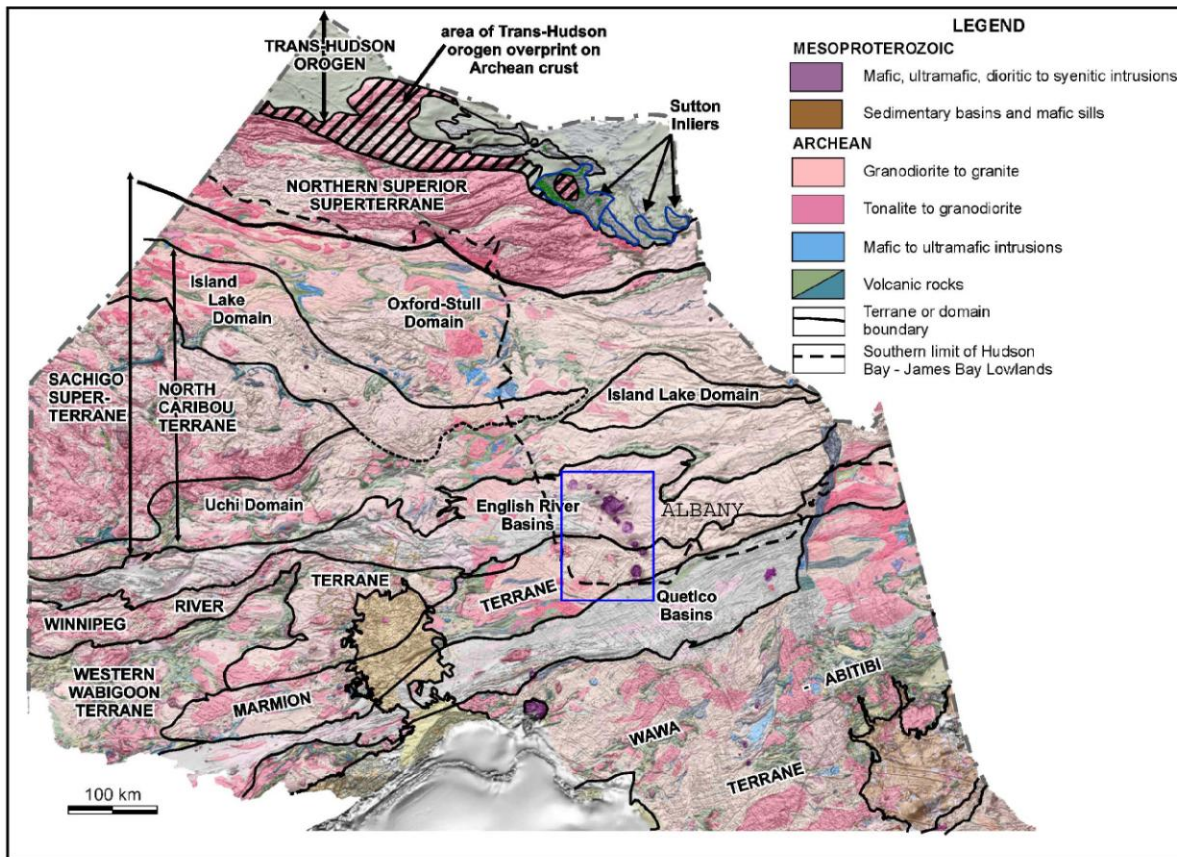 TRANS-HUDSON
OROGEN
area of Trans-Hudson
orogen overprint on
Archean crust
Sutton
Inliers
NORTHERN SUPERIOR
SUPERTERRANE
Island
Lake
Domain
Oxford-Stull
Domain
SACHIGO
SUPER-
TERRANE
NORTH
CARIBOU
TERRANE
Island Lake Domain
Uchi Domain
English River
Basins
ALBANY
TERRANE
TERRANE
RIVER
WINNIPEG
Quetico
Basins
WESTERN
WABIGOON
TERRANE
MARMION
- ABITIBI
WAWA
TERRANE
100 km
LEGEND
MESOPROTEROZOIC
Mafic, ultramafic, dioritic to syenitic intrusions
Sedimentary basins and mafic sills
ARCHEAN
Granodiorite to granite
Tonalite to granodiorite
Mafic to ultramafic intrusions
Volcanic rocks
Terrane or domain
boundary
Southern limit of Hudson
Bay - James Bay Lowlands